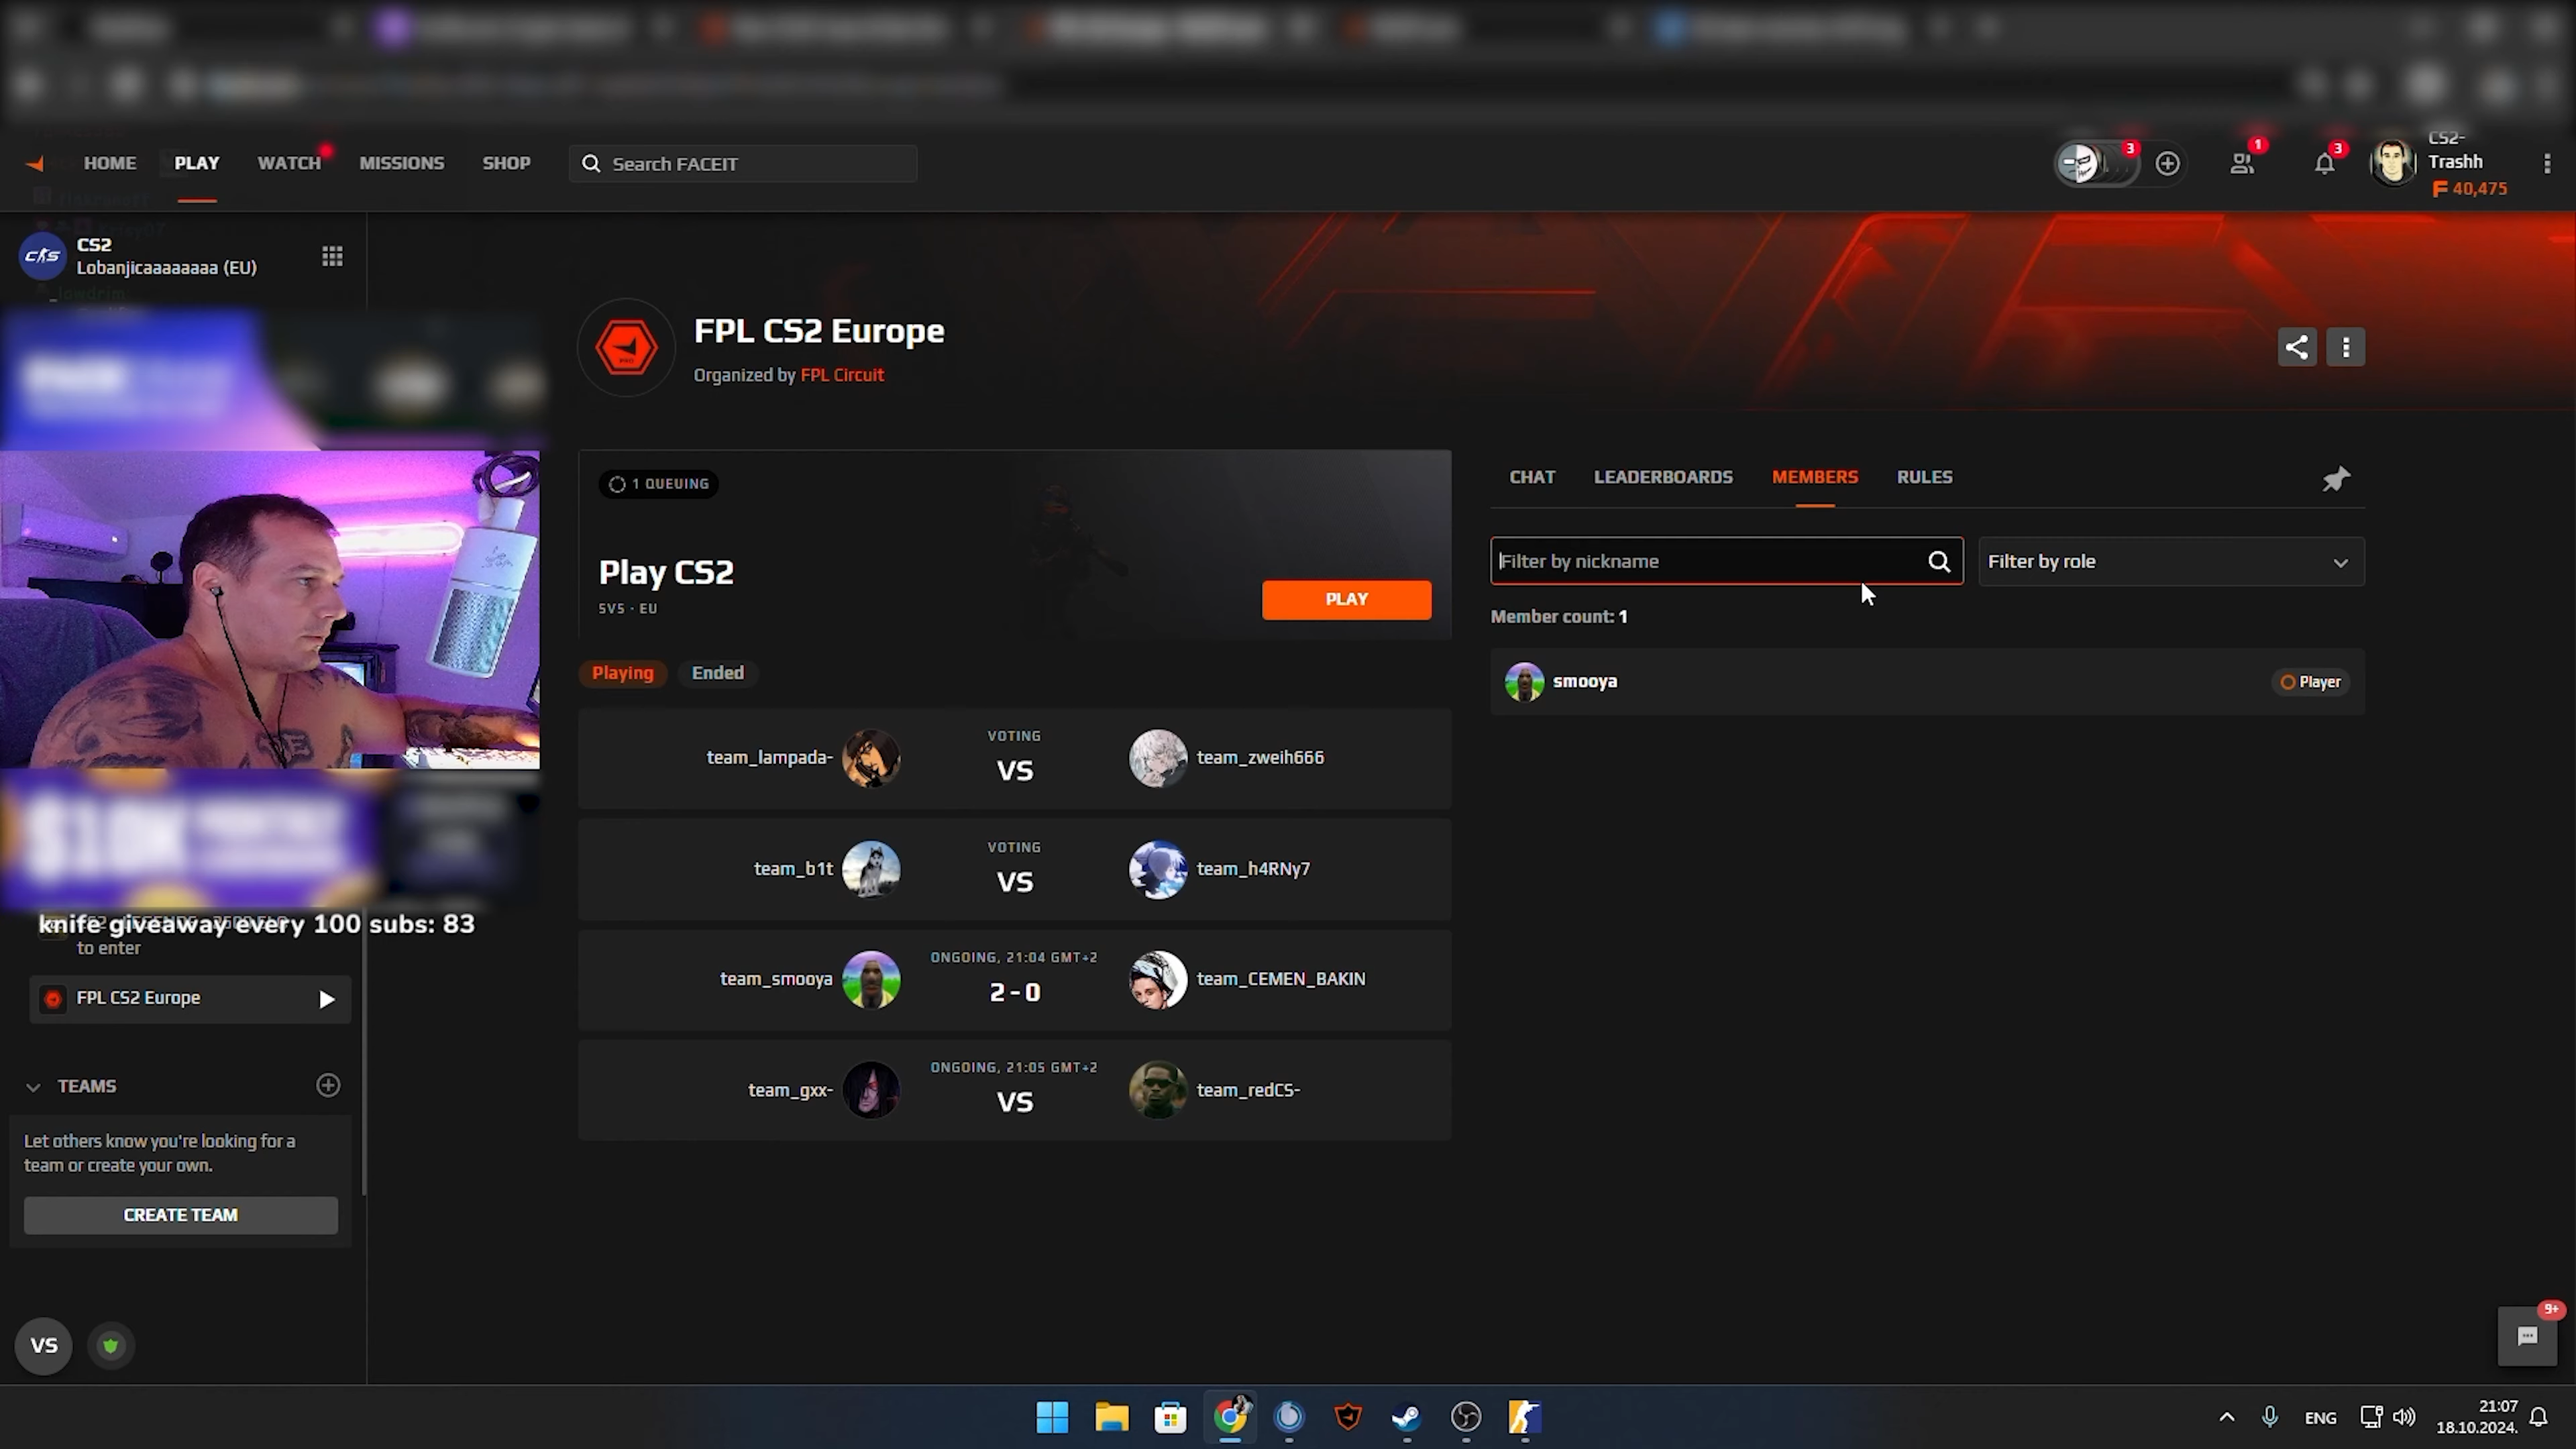 HOME
PLAY
WATCH
MISSIONS
SHOP
Search FACEIT
3
1
3
CS2-
Trashh
40,475
CS2
Lobanjicaaaaaaaa (EU)
FPL CS2 Europe
Organized by FPL Circuit
1 QUEUING
Play CS2
5V5 · EU
PLAY
Playing
Ended
team_lampada-
VOTING
VS
team_zweih666
team_b1t
VOTING
VS
team_h4RNy7
team_smooya
ONGOING, 21:04 GMT+2
2 - 0
team_CEMEN_BAKIN
team_gxx-
ONGOING, 21:05 GMT+2
VS
team_redCS-
CHAT
LEADERBOARDS
MEMBERS
RULES
Filter by nickname
Filter by role
Member count: 1
smooya
Player
knife giveaway every 100 subs: 83
to enter
FPL CS2 Europe
TEAMS
Let others know you're looking for a
team or create your own.
CREATE TEAM
VS
9+
ENG
21:07
18.10.2024.